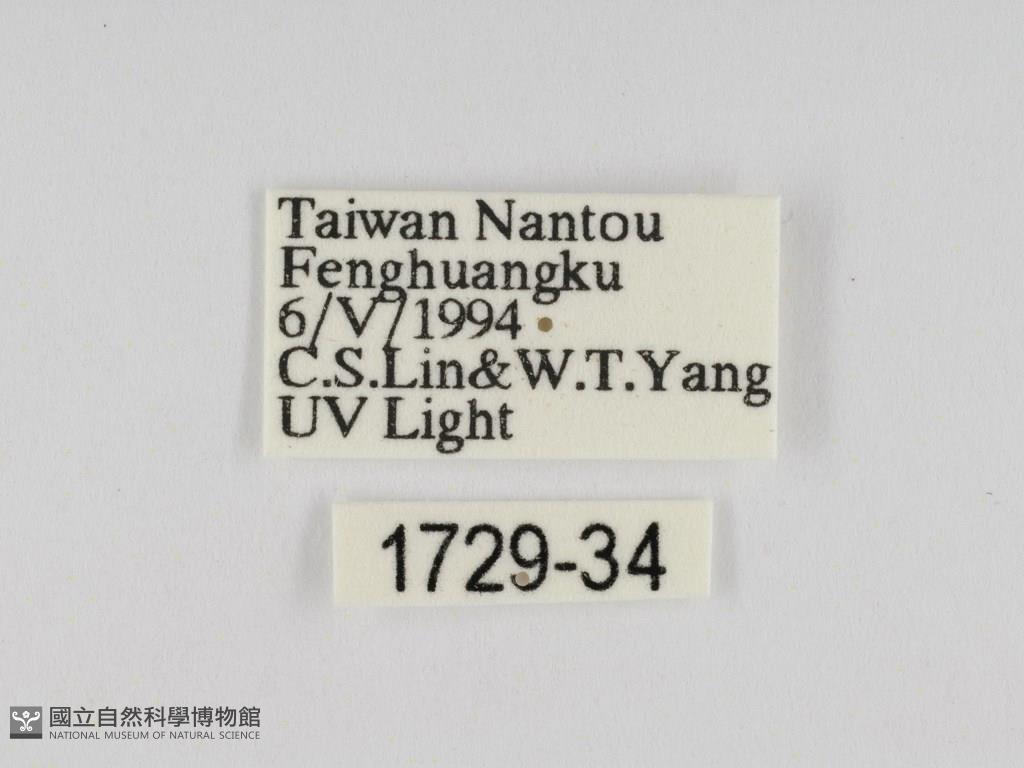 Taiwan Nantou
Fenghuangku
6/V/1994
C.S.Lin&W.T.Yang
UV Light
1729-34
國立自然科學博物館
NATIONAL MUSEUM OF NATURAL SCIENCE